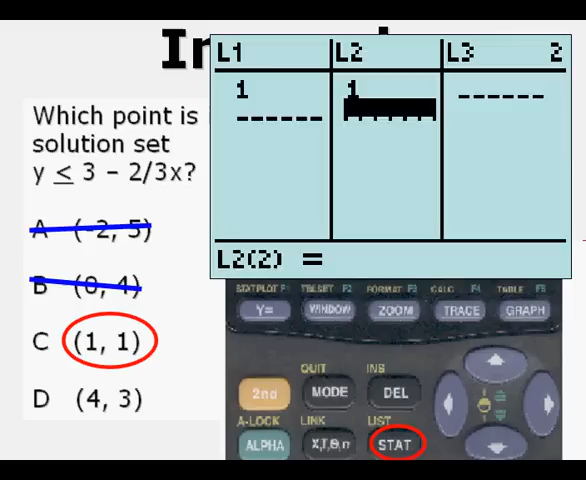 L1 L2 L3 2
1 1
L2(2) =
Which point is
solution set
y ≤ 3 – 2/3x?
A (-2, 5)
B (0, 4)
C (1, 1)
D (4, 3)
STATPLOT F1 TBLSET F2 FORMAT F3 CALC F4 TABLE F5
Y= WINDOW ZOOM TRACE GRAPH
QUIT INS
2nd MODE DEL
A-LOCK LINK LIST
ALPHA X,T,θ,n STAT